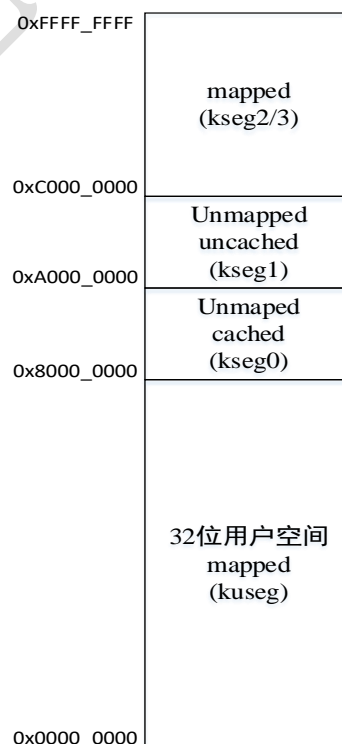 0xFFFF_FFFF
mapped
(kseg2/3)
0xC000_0000
Unmapped
uncached
(kseg1)
0xA000_0000
Unmaped
cached
(kseg0)
0x8000_0000
32位用户空间
mapped
(kuseg)
0x0000_0000